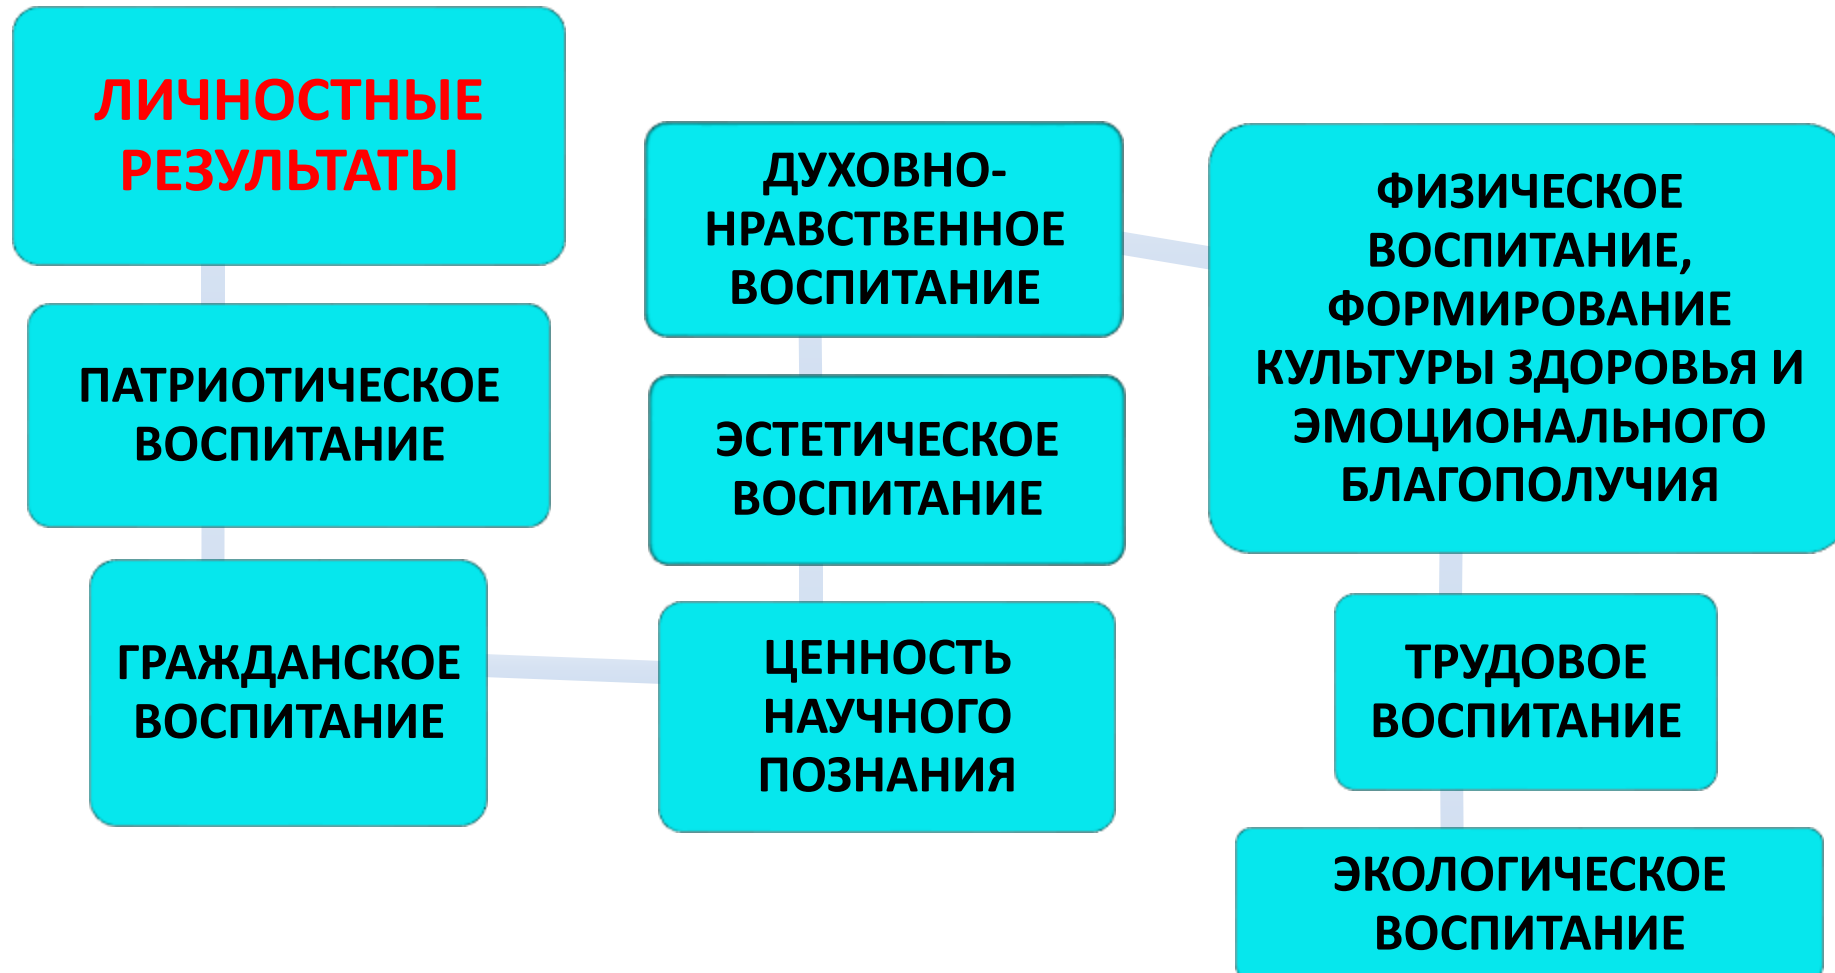 ЛИЧНОСТНЫЕ
РЕЗУЛЬТАТЫ
ПАТРИОТИЧЕСКОЕ
ВОСПИТАНИЕ
ГРАЖДАНСКОЕ
ВОСПИТАНИЕ
ЦЕННОСТЬ
НАУЧНОГО
ПОЗНАНИЯ
ЭСТЕТИЧЕСКОЕ
ВОСПИТАНИЕ
ДУХОВНО-
НРАВСТВЕННОЕ
ВОСПИТАНИЕ
ФИЗИЧЕСКОЕ
ВОСПИТАНИЕ,
ФОРМИРОВАНИЕ
КУЛЬТУРЫ ЗДОРОВЬЯ И
ЭМОЦИОНАЛЬНОГО
БЛАГОПОЛУЧИЯ
ТРУДОВОЕ
ВОСПИТАНИЕ
ЭКОЛОГИЧЕСКОЕ
ВОСПИТАНИЕ